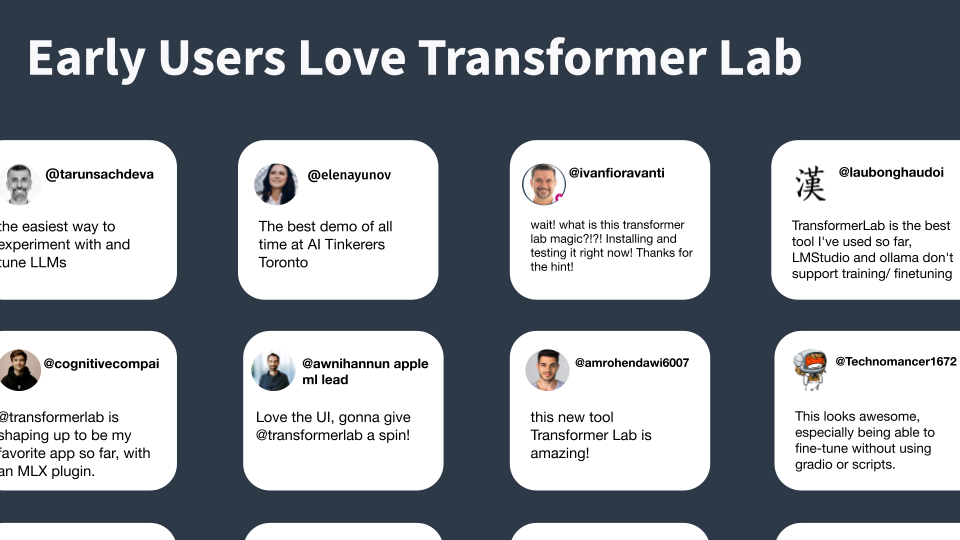 Early Users Love Transformer Lab
@tarunsachdeva
the easiest way to
experiment with and
tune LLMs
@elenayunov
The best demo of all
time at AI Tinkerers
Toronto
@ivanfioravanti
wait! what is this transformer
lab magic?!?! Installing and
testing it right now! Thanks for
the hint!
漢
@laubonghaudoi
TransformerLab is the best
tool I've used so far,
LMStudio and ollama don't
support training/ finetuning
@cognitivecompai
@transformerlab is
shaping up to be my
favorite app so far, with
an MLX plugin.
@awnihannun apple
ml lead
Love the UI, gonna give
@transformerlab a spin!
@amrohendawi6007
this new tool
Transformer Lab is
amazing!
@Technomancer1672
This looks awesome,
especially being able to
fine-tune without using
gradio or scripts.